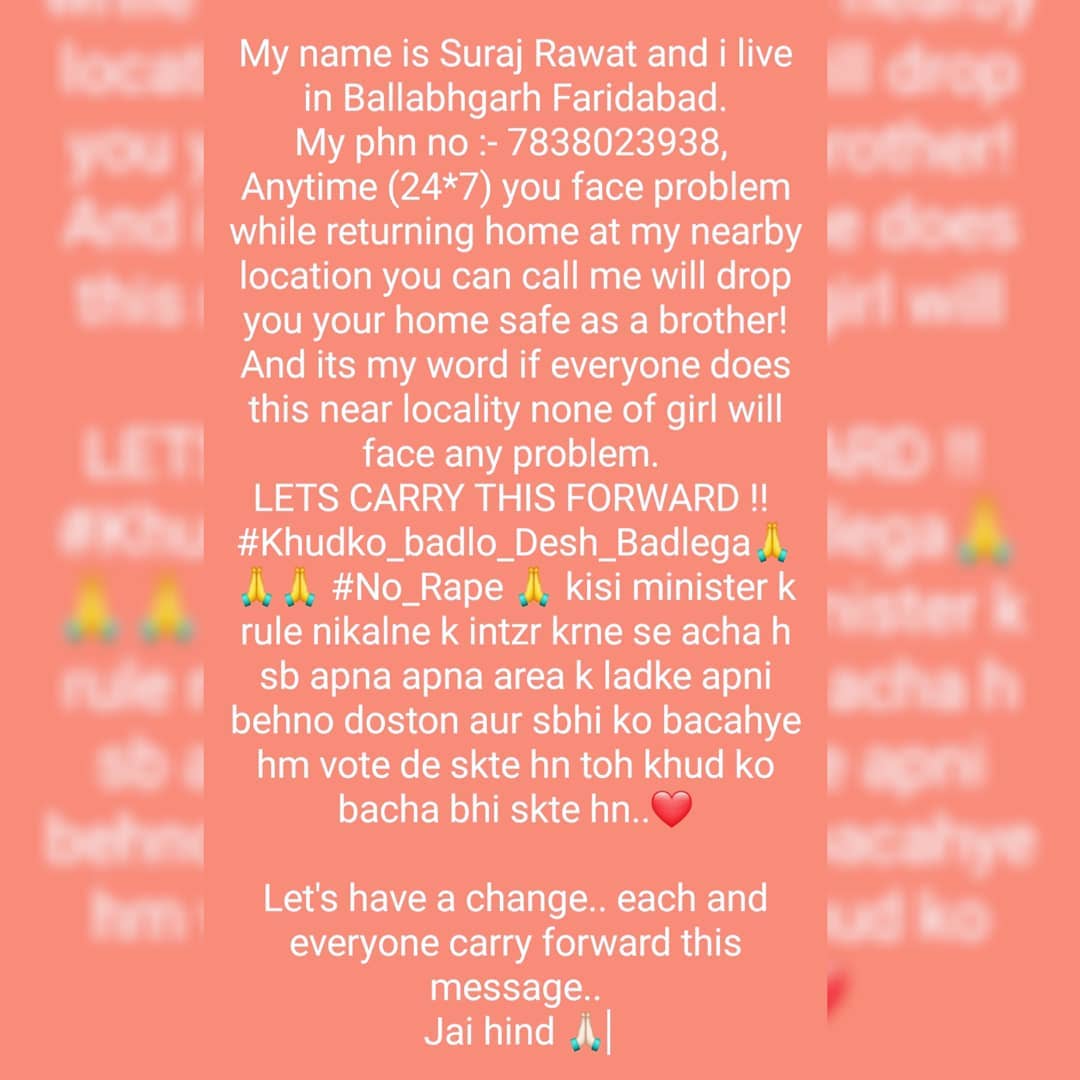 My name is Suraj Rawat and i live
in Ballabhgarh Faridabad.
My phn no :- 7838023938,
Anytime (24*7) you face problem
while returning home at my nearby
location you can call me will drop
you your home safe as a brother!
And its my word if everyone does
this near locality none of girl will
face any problem.
LETS CARRY THIS FORWARD !!
#Khudko_badlo_Desh_Badlega🙏
🙏🙏 #No_Rape 🙏 kisi minister k
rule nikalne k intzr krne se acha h
sb apna apna area k ladke apni
behno doston aur sbhi ko bacahye
hm vote de skte hn toh khud ko
bacha bhi skte hn..❤️
Let's have a change.. each and
everyone carry forward this
message..
Jai hind 🙏🏻